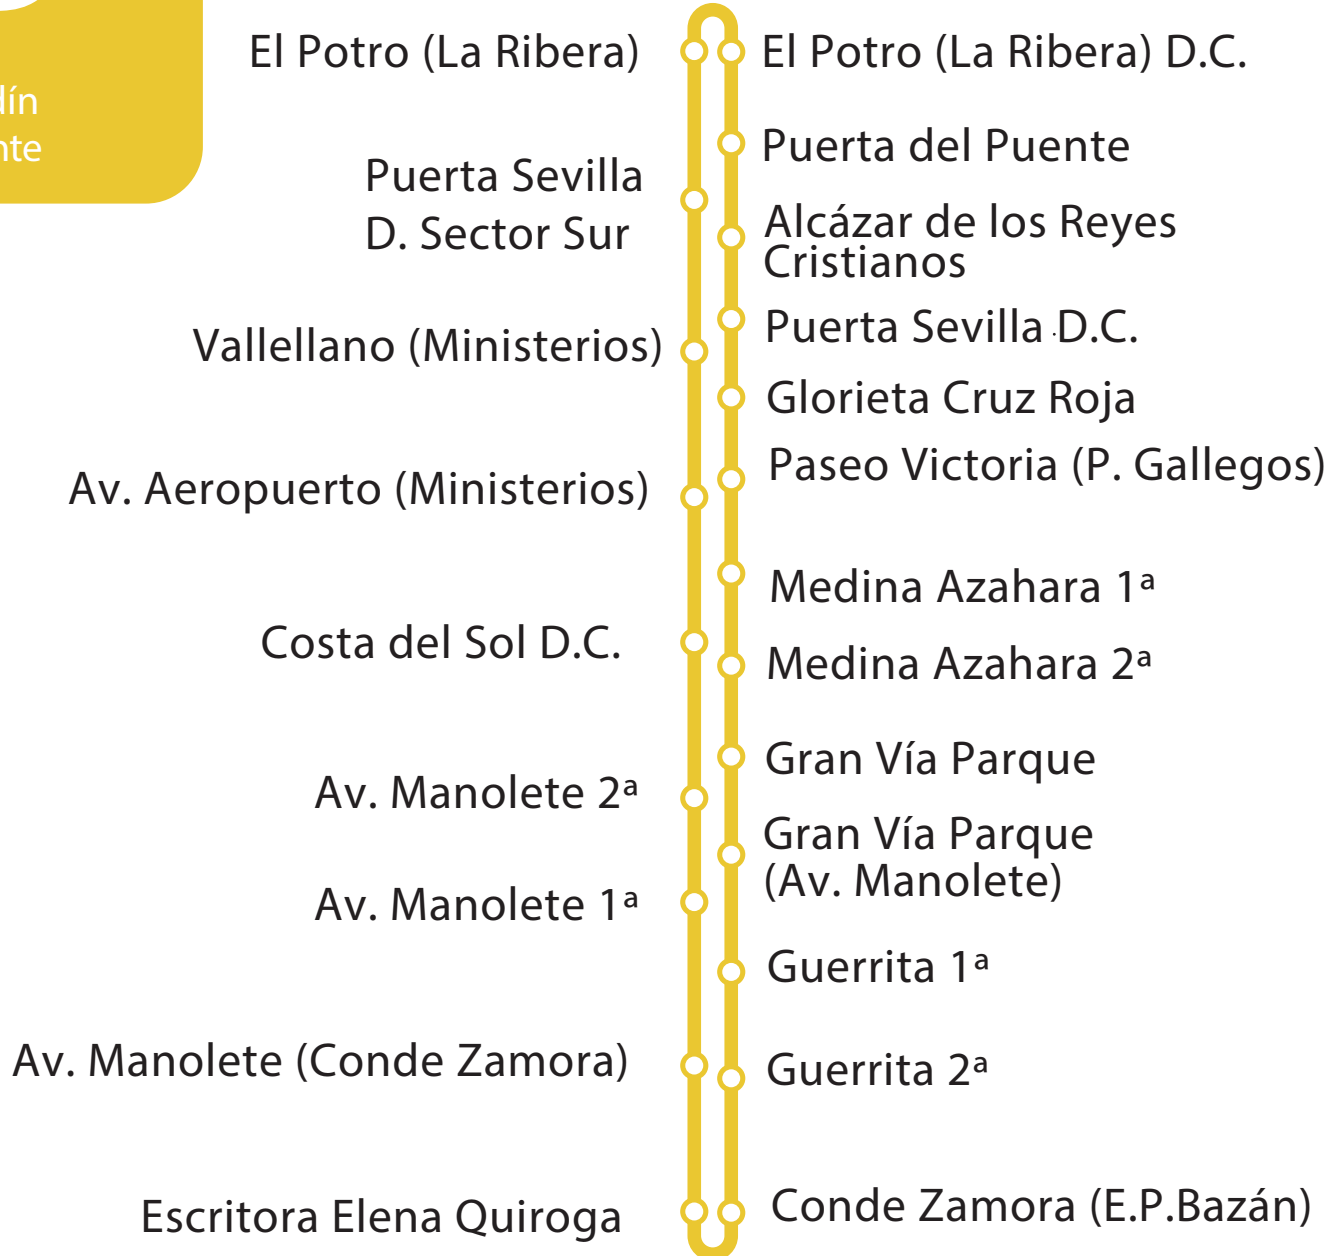 El Potro (La Ribera)
Puerta Sevilla
D. Sector Sur
Vallellano (Ministerios)
Av. Aeropuerto (Ministerios)
Costa del Sol D.C.
Av. Manolete 2ª
Av. Manolete 1ª
Av. Manolete (Conde Zamora)
Escritora Elena Quiroga
El Potro (La Ribera) D.C.
Puerta del Puente
Alcázar de los Reyes
Cristianos
Puerta Sevilla D.C.
Glorieta Cruz Roja
Paseo Victoria (P. Gallegos)
Medina Azahara 1ª
Medina Azahara 2ª
Gran Vía Parque
Gran Vía Parque
(Av. Manolete)
Guerrita 1ª
Guerrita 2ª
Conde Zamora (E.P.Bazán)